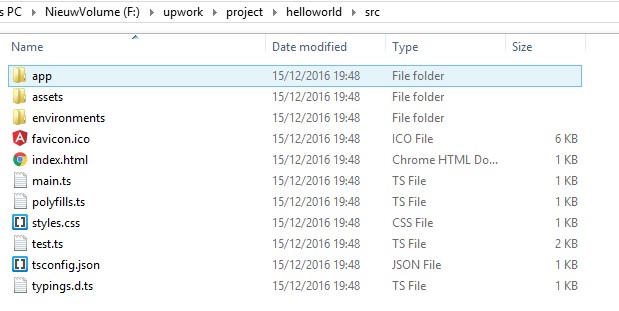 s PC NieuwVolume (F:) upwork project helloworld src
Name Date modified Type Size
app 15/12/2016 19:48 File folder
assets 15/12/2016 19:48 File folder
environments 15/12/2016 19:48 File folder
favicon.ico 15/12/2016 19:48 ICO File 6 KB
index.html 15/12/2016 19:48 Chrome HTML Do... 1 KB
main.ts 15/12/2016 19:48 TS File 1 KB
polyfills.ts 15/12/2016 19:48 TS File 1 KB
styles.css 15/12/2016 19:48 CSS File 1 KB
test.ts 15/12/2016 19:48 TS File 2 KB
tsconfig.json 15/12/2016 19:48 JSON File 1 KB
typings.d.ts 15/12/2016 19:48 TS File 1 KB